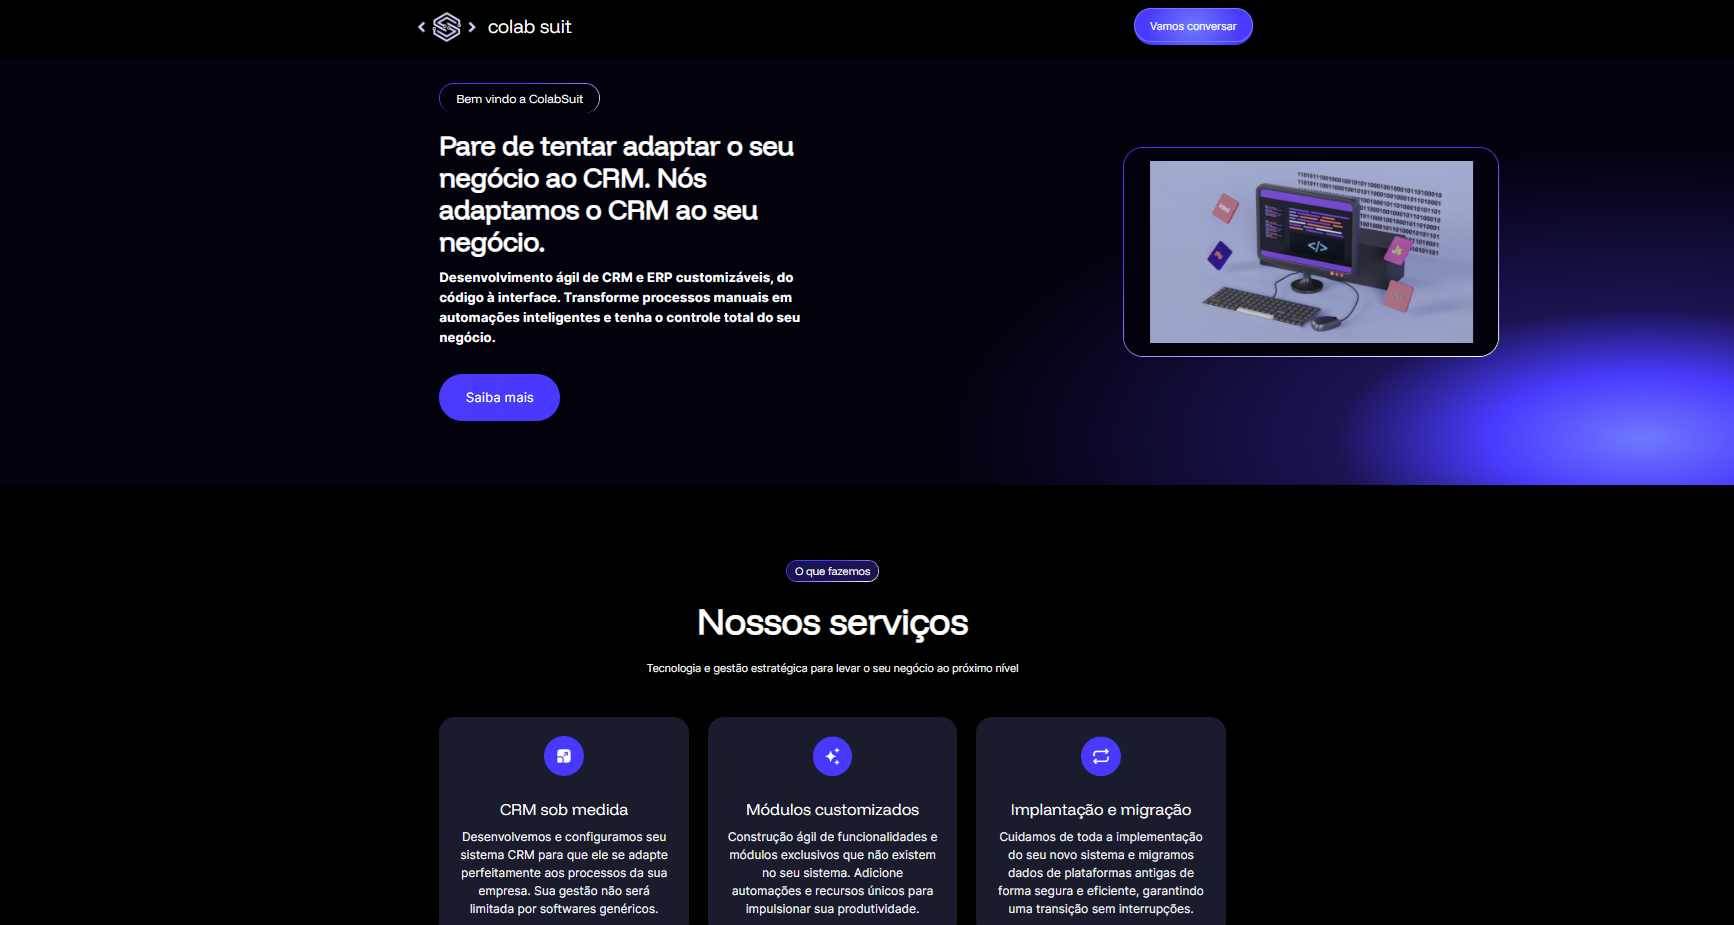 colab suit
Vamos conversar
Bem vindo a ColabSuit
Pare de tentar adaptar o seu
negócio ao CRM. Nós
adaptamos o CRM ao seu
negócio.
Desenvolvimento ágil de CRM e ERP customizáveis, do
código à interface. Transforme processos manuais em
automações inteligentes e tenha o controle total do seu
negócio.
Saiba mais
</>
php
Js
O que fazemos
Nossos serviços
Tecnologia e gestão estratégica para levar o seu negócio ao próximo nível
CRM sob medida
Desenvolvemos e configuramos seu
sistema CRM para que ele se adapte
perfeitamente aos processos da sua
empresa. Sua gestão não será
limitada por softwares genéricos.
Módulos customizados
Construção ágil de funcionalidades e
módulos exclusivos que não existem
no seu sistema. Adicione
automações e recursos únicos para
impulsionar sua produtividade.
Implantação e migração
Cuidamos de toda a implementação
do seu novo sistema e migramos
dados de plataformas antigas de
forma segura e eficiente, garantindo
uma transição sem interrupções.